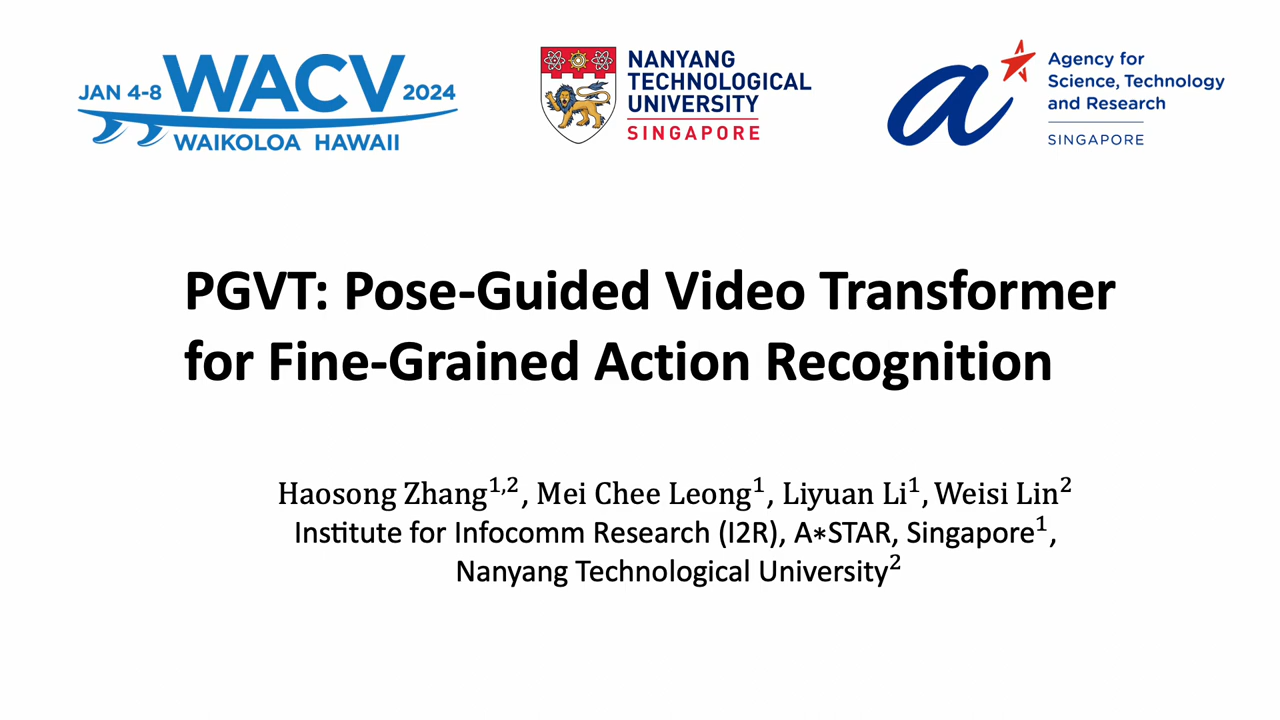 JAN 4-8 WACV 2024
WAIKOLOA HAWAII
NANYANG
TECHNOLOGICAL
UNIVERSITY
SINGAPORE
a
Agency for
Science, Technology
and Research
SINGAPORE
PGVT: Pose-Guided Video Transformer
for Fine-Grained Action Recognition
Haosong Zhang¹,², Mei Chee Leong¹, Liyuan Li¹, Weisi Lin²
Institute for Infocomm Research (I2R), A∗STAR, Singapore¹,
Nanyang Technological University²